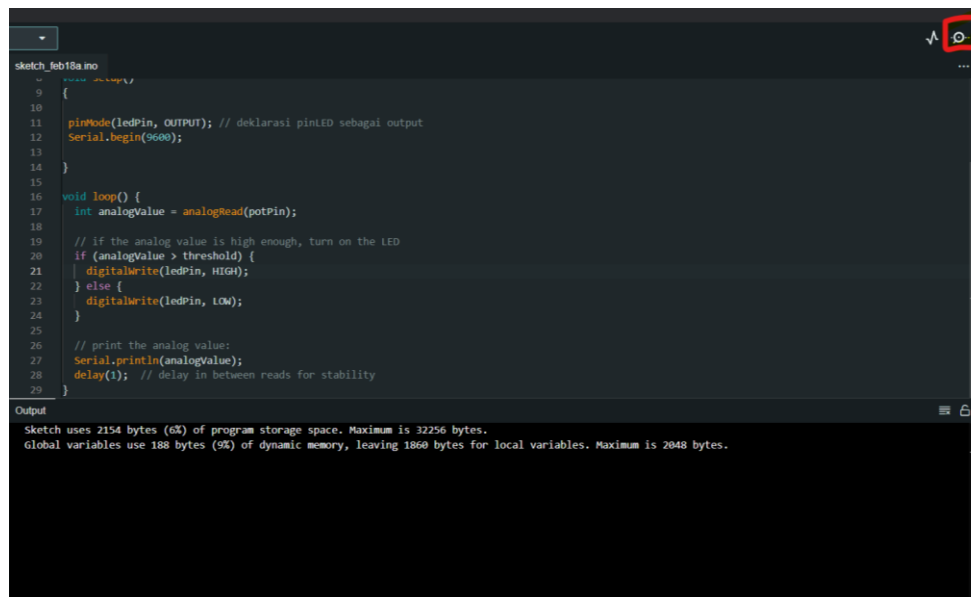 sketch_feb18a.ino
8 void setup()
9 {
10
11 pinMode(ledPin, OUTPUT); // deklarasi pinLED sebagai output
12 Serial.begin(9600);
13
14 }
15
16 void loop() {
17 int analogValue = analogRead(potPin);
18
19 // if the analog value is high enough, turn on the LED
20 if (analogValue > threshold) {
21 digitalWrite(ledPin, HIGH);
22 } else {
23 digitalWrite(ledPin, LOW);
24 }
25
26 // print the analog value:
27 Serial.println(analogValue);
28 delay(1); // delay in between reads for stability
29 }
Output
Sketch uses 2154 bytes (6%) of program storage space. Maximum is 32256 bytes.
Global variables use 188 bytes (9%) of dynamic memory, leaving 1860 bytes for local variables. Maximum is 2048 bytes.